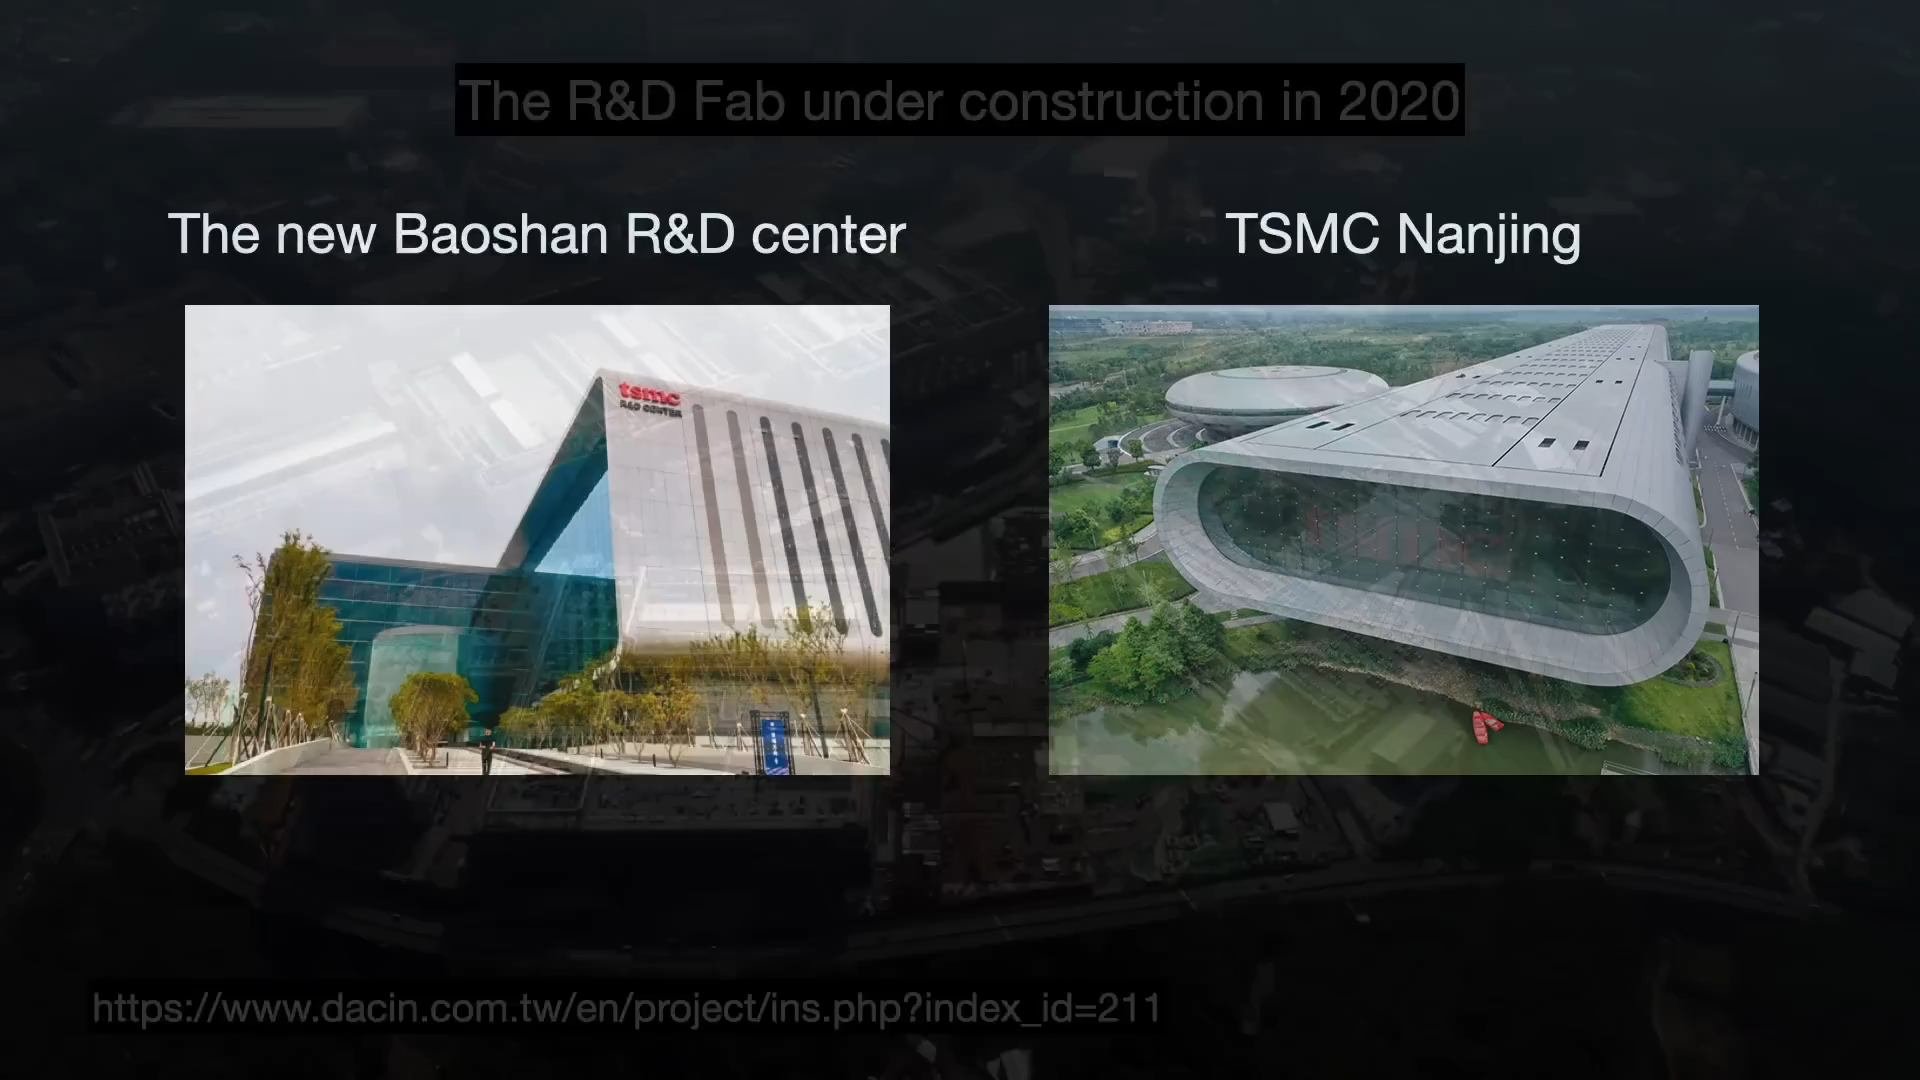 The R&D Fab under construction in 2020
The new Baoshan R&D center
TSMC Nanjing
tsmc
R&D CENTER
tsmc
https://www.dacin.com.tw/en/project/ins.php?index_id=211